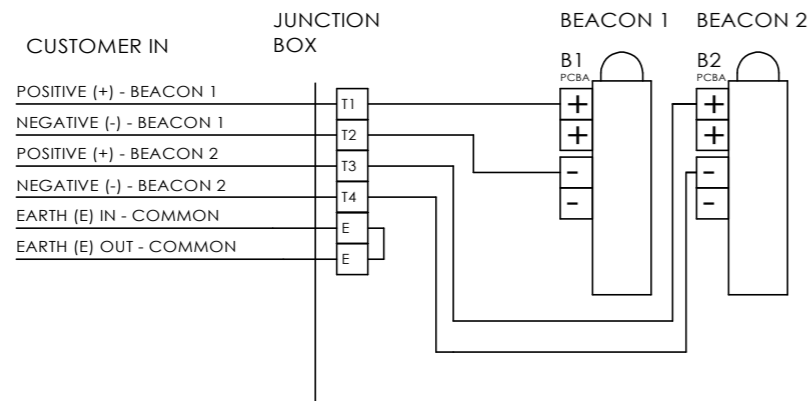 CUSTOMER IN
JUNCTION
BOX
BEACON 1
BEACON 2
B1
PCBA
B2
PCBA
POSITIVE (+) - BEACON 1
T1
NEGATIVE (-) - BEACON 1
T2
POSITIVE (+) - BEACON 2
T3
NEGATIVE (-) - BEACON 2
T4
EARTH (E) IN - COMMON
E
EARTH (E) OUT - COMMON
E
+
+
-
-
+
+
-
-